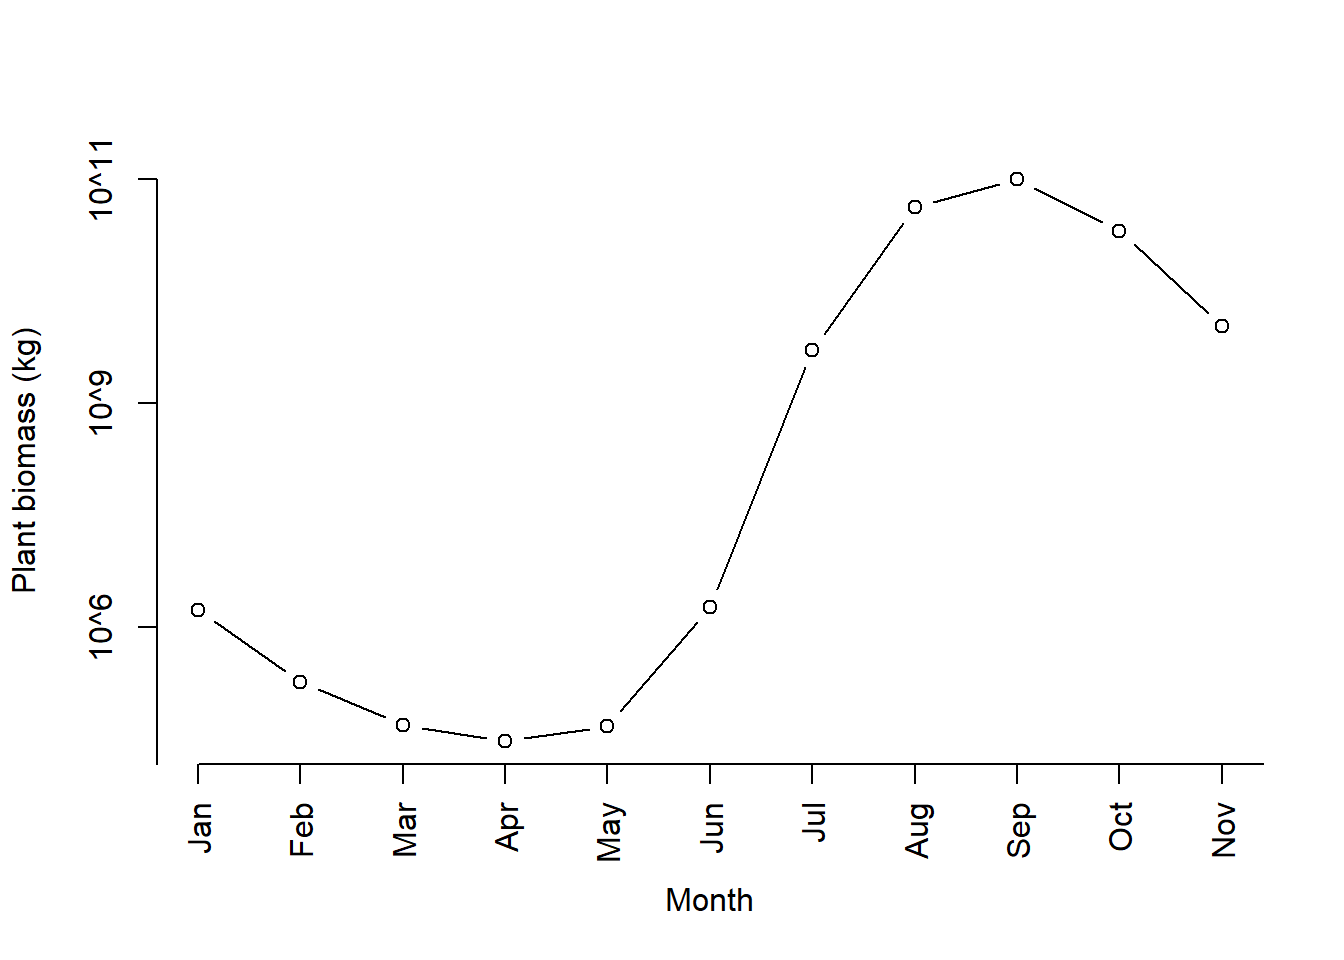 Plant biomass (kg)
10^11
10^9
10^6
Jan
Feb
Mar
Apr
May
Jun
Jul
Aug
Sep
Oct
Nov
Month